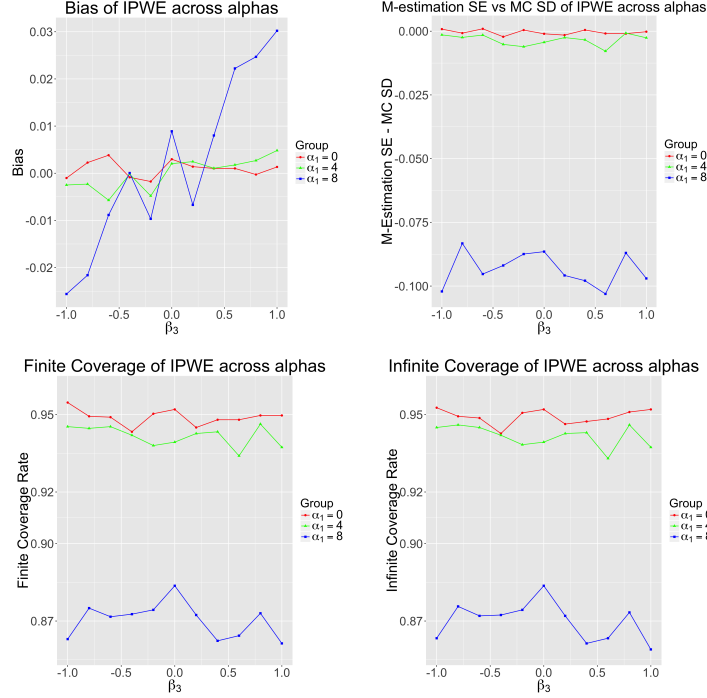 Bias of IPWE across alphas
0.03
0.02
0.01
0.00
-0.01
-0.02
Bias
-1.0 -0.5 0.0 0.5 1.0
β3
Group
α1 = 0
α1 = 4
α1 = 8
M-estimation SE vs MC SD of IPWE across alphas
0.000
-0.025
-0.050
-0.075
-0.100
M-Estimation SE - MC SD
-1.0 -0.5 0.0 0.5 1.0
β3
Group
α1 = 0
α1 = 4
α1 = 8
Finite Coverage of IPWE across alphas
0.95
0.92
0.90
0.87
Finite Coverage Rate
-1.0 -0.5 0.0 0.5 1.0
β3
Group
α1 = 0
α1 = 4
α1 = 8
Infinite Coverage of IPWE across alphas
0.95
0.92
0.90
0.87
Infinite Coverage Rate
-1.0 -0.5 0.0 0.5 1.0
β3
Group
α1 = 0
α1 = 4
α1 = 8